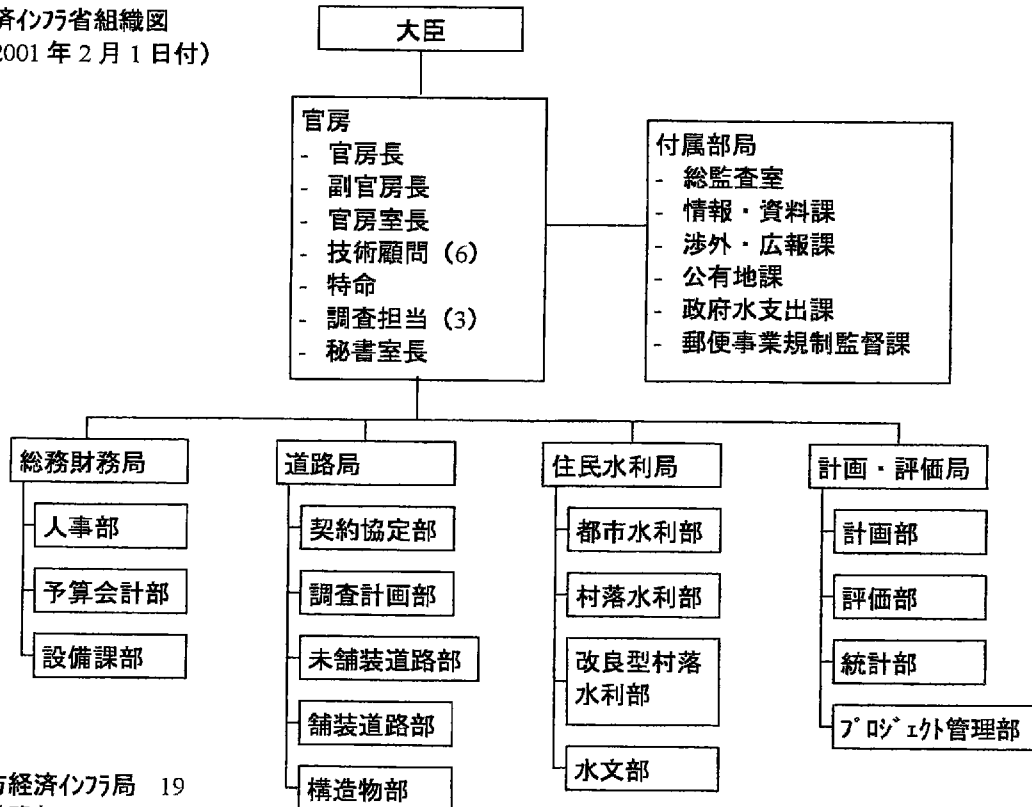 済ｲﾝﾌﾗ省組織図
2001 年 2 月 1 日付）
大臣
官房
- 官房長
- 副官房長
- 官房室長
- 技術顧問（6）
- 特命
- 調査担当（3）
- 秘書室長
付属部局
- 総監査室
- 情報・資料課
- 渉外・広報課
- 公有地課
- 政府水支出課
- 郵便事業規制監督課
総務財務局
人事部
予算会計部
設備課部
道路局
契約協定部
調査計画部
未舗装道路部
舗装道路部
構造物部
住民水利局
都市水利部
村落水利部
改良型村落
水利部
水文部
計画・評価局
計画部
評価部
統計部
ﾌﾟﾛｼﾞｪｸﾄ管理部
経済ｲﾝﾌﾗ局 19